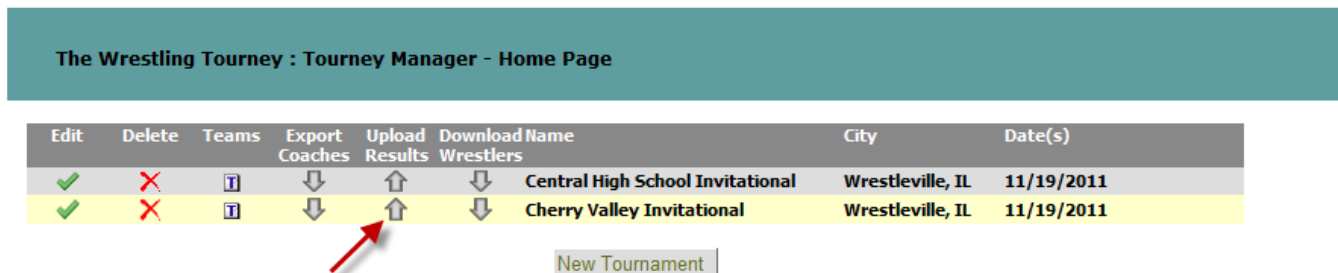 The Wrestling Tourney : Tourney Manager - Home Page
Edit Delete Teams Export Coaches Upload Results Download Wrestlers Name City Date(s)
T Central High School Invitational Wrestleville, IL 11/19/2011
T Cherry Valley Invitational Wrestleville, IL 11/19/2011
New Tournament